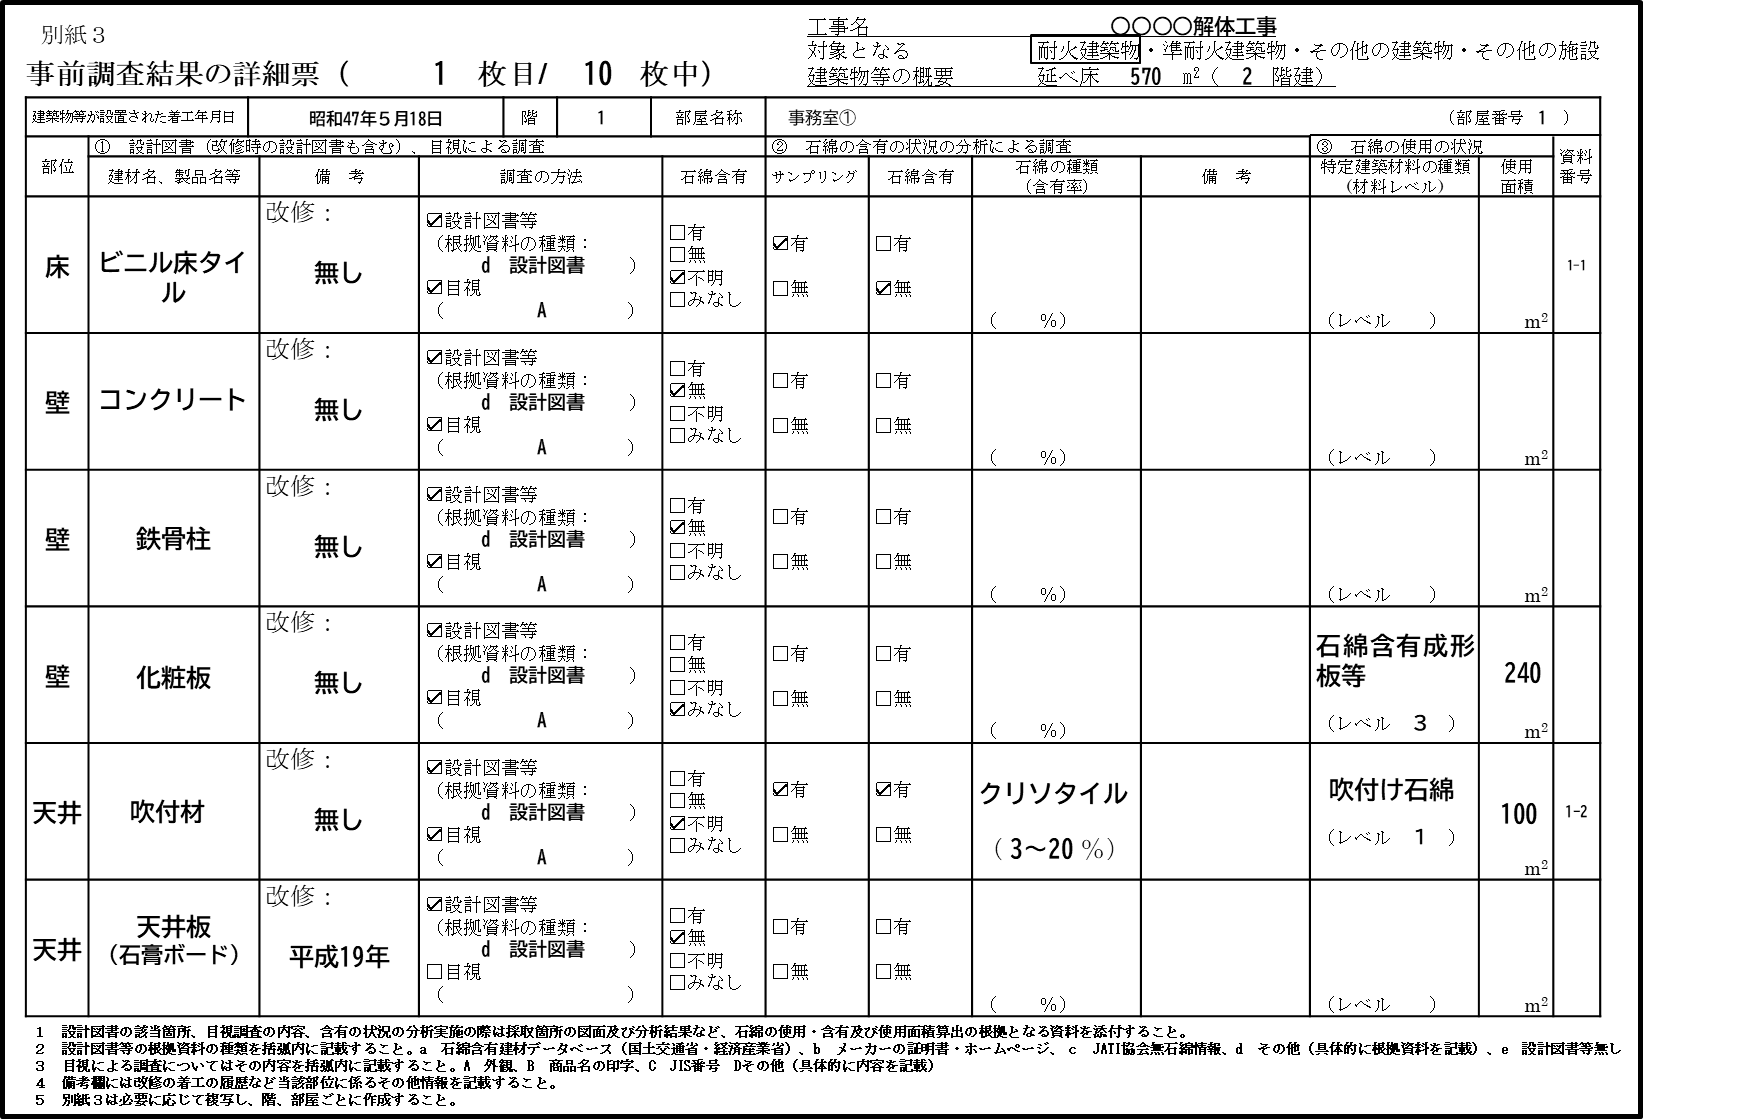 別紙３
工事名　○○○○解体工事
対象となる　耐火建築物・準耐火建築物・その他の建築物・その他の施設
事前調査結果の詳細票（　1　枚目/　10　枚中）
建築物等の概要　延べ床　570　㎡（　2　階建）
建築物等が設置された着工年月日　昭和47年５月18日　階　1　部屋名称　事務室①　（部屋番号　1　）
部位　①　設計図書（改修時の設計図書も含む）、目視による調査　②　石綿の含有の状況の分析による調査　③　石綿の使用の状況　資料番号
建材名、製品名等　備　考　調査の方法　石綿含有　サンプリング　石綿含有　石綿の種類（含有率）　備　考　特定建築材料の種類（材料レベル）　使用面積
床　ビニル床タイル　改修：　無し
☑設計図書等
（根拠資料の種類：
d　設計図書　）
☑目視
（　A　）
□有
□無
☑不明
□みなし
☑有
□無
□有
☑無
（　％）
（レベル　）
m²
1-1
壁　コンクリート　改修：　無し
☑設計図書等
（根拠資料の種類：
d　設計図書　）
☑目視
（　A　）
□有
☑無
□不明
□みなし
□有
□無
□有
□無
（　％）
（レベル　）
m²
壁　鉄骨柱　改修：　無し
☑設計図書等
（根拠資料の種類：
d　設計図書　）
☑目視
（　A　）
□有
☑無
□不明
□みなし
□有
□無
□有
□無
（　％）
（レベル　）
m²
壁　化粧板　改修：　無し
☑設計図書等
（根拠資料の種類：
d　設計図書　）
☑目視
（　A　）
□有
□無
□不明
☑みなし
□有
□無
□有
□無
（　％）
石綿含有成形板等
（レベル　3　）
240
m²
天井　吹付材　改修：　無し
☑設計図書等
（根拠資料の種類：
d　設計図書　）
☑目視
（　A　）
□有
□無
☑不明
□みなし
☑有
□無
☑有
□無
クリソタイル
（ 3～20 ％）
吹付け石綿
（レベル　1　）
100
m²
1-2
天井　天井板（石膏ボード）　改修：　平成19年
☑設計図書等
（根拠資料の種類：
d　設計図書　）
□目視
（　）
□有
☑無
□不明
□みなし
□有
□無
□有
□無
（　％）
（レベル　）
m²
１　設計図書の該当箇所、目視調査の内容、含有の状況の分析実施の際は採取箇所の図面及び分析結果など、石綿の使用・含有及び使用面積算出の根拠となる資料を添付すること。
２　設計図書等の根拠資料の種類を括弧内に記載すること。a　石綿含有建材データベース（国土交通省・経済産業省）、b　メーカーの証明書・ホームページ、ｃ　JATI協会無石綿情報、d　その他（具体的に根拠資料を記載）、e　設計図書等無し
３　目視による調査についてはその内容を括弧内に記載すること。A　外観、B　商品名の印字、C　JIS番号　Dその他（具体的に内容を記載）
４　備考欄には改修の着工の履歴など当該部位に係るその他情報を記載すること。
５　別紙３は必要に応じて複写し、階、部屋ごとに作成すること。